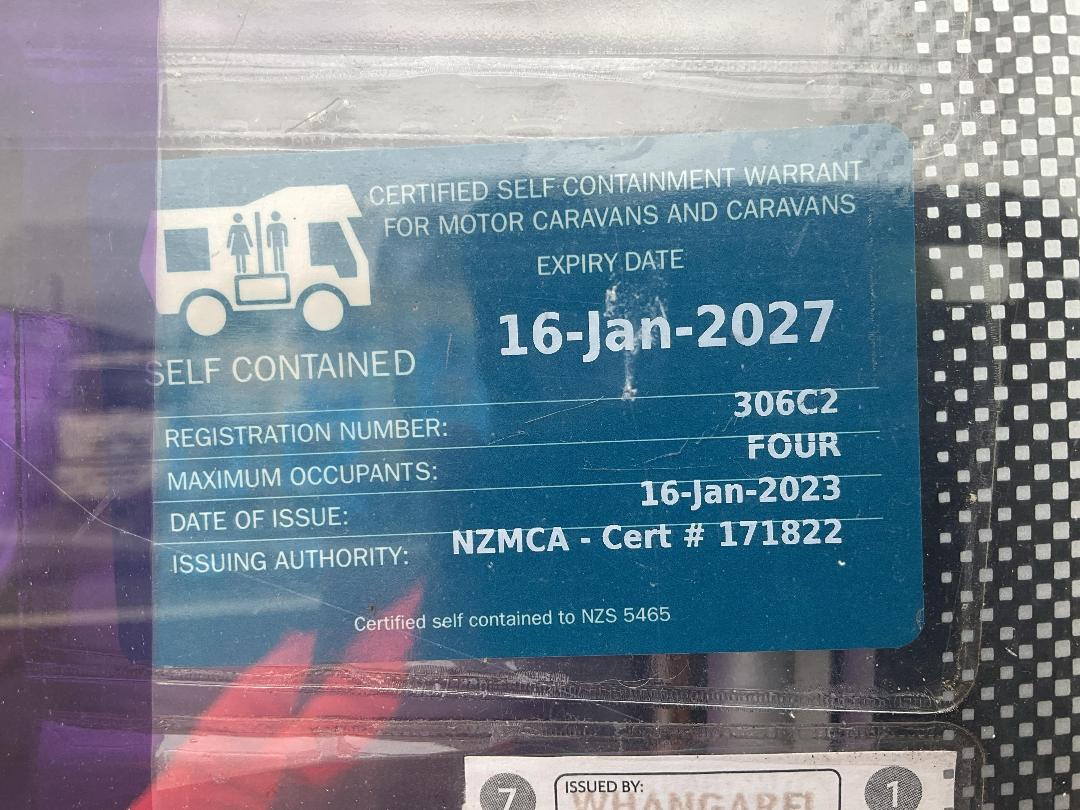 CERTIFIED SELF CONTAINMENT WARRANT
FOR MOTOR CARAVANS AND CARAVANS
EXPIRY DATE
16-Jan-2027
SELF CONTAINED
REGISTRATION NUMBER: 306C2
MAXIMUM OCCUPANTS: FOUR
DATE OF ISSUE: 16-Jan-2023
ISSUING AUTHORITY: NZMCA - Cert # 171822
Certified self contained to NZS 5465
7 ISSUED BY: 1
WHANGAREI